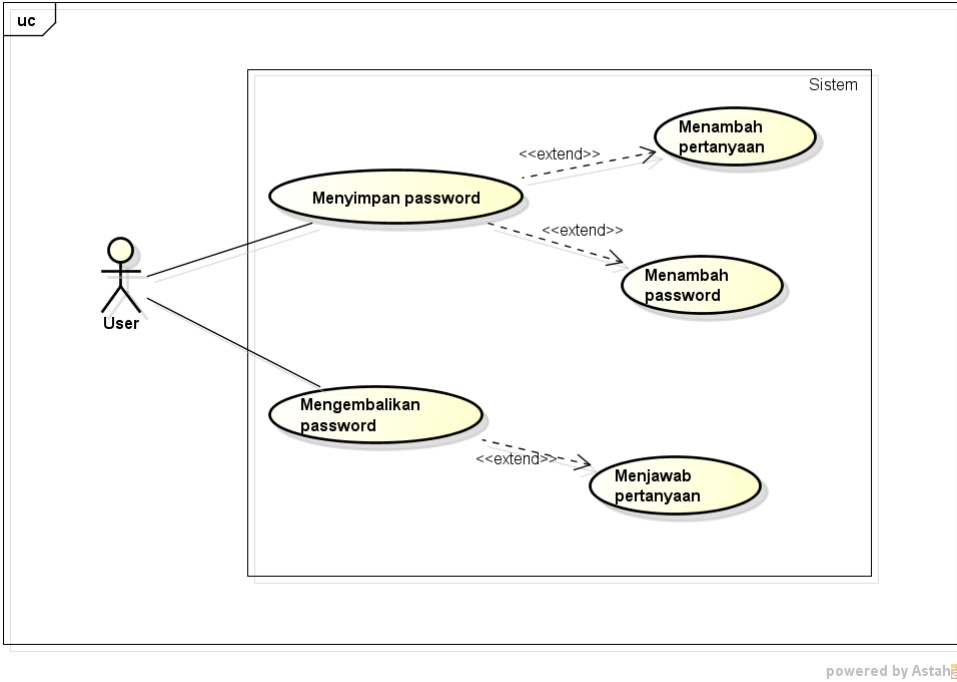 uc
Sistem
Menambah
pertanyaan
<<extend>>
Menyimpan password
<<extend>>
Menambah
password
User
Mengembalikan
password
<<extend>>
Menjawab
pertanyaan
powered by Astah